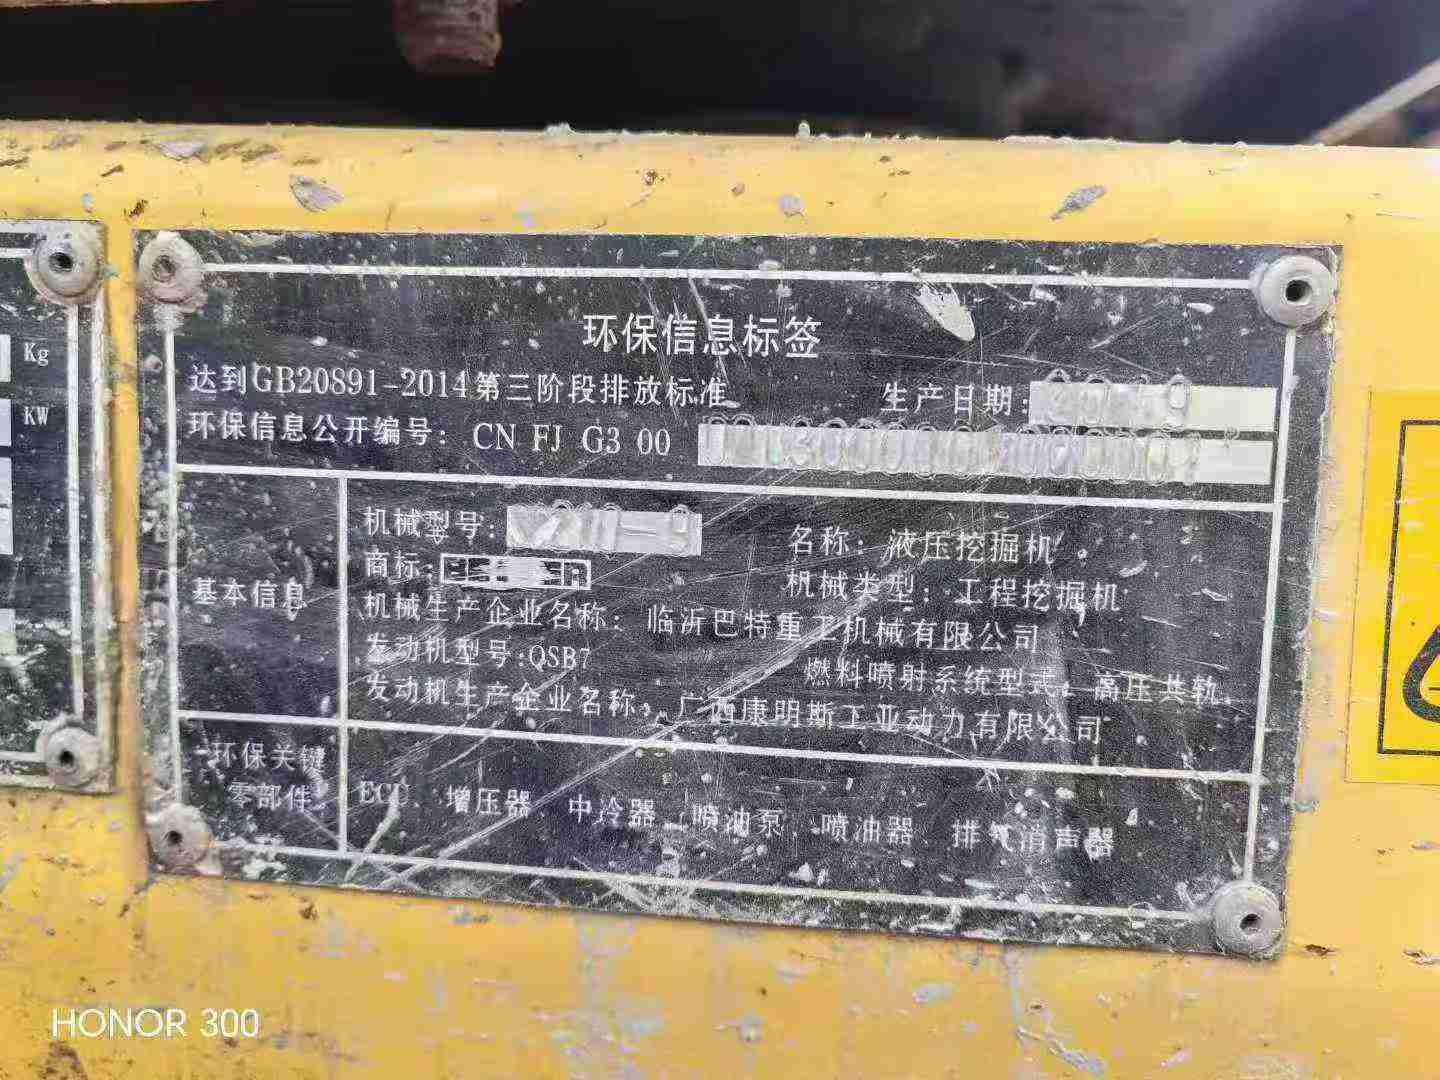 Kg
KW
环保信息标签
达到GB20891-2014第三阶段排放标准 生产日期:
环保信息公开编号: CN FJ G3 00
基本信息
机械型号: 名称: 液压挖掘机
商标: 机械类型: 工程挖掘机
机械生产企业名称: 临沂巴特重工机械有限公司
发动机型号:QSB7 燃料喷射系统型式: 高压共轨
发动机生产企业名称: 广西康明斯工业动力有限公司
环保关键
零部件
ECU、增压器、中冷器、喷油泵、喷油器、排气消声器
HONOR 300